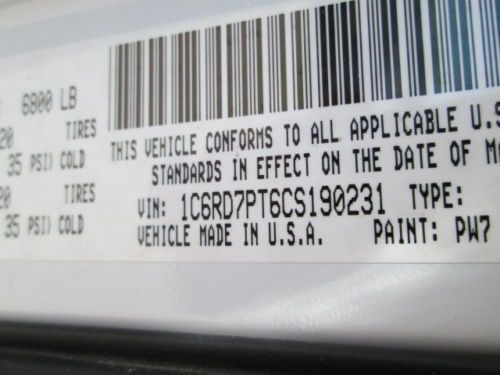 6800 LB
20 TIRES
35 PSI) COLD
20 TIRES
35 PSI) COLD
THIS VEHICLE CONFORMS TO ALL APPLICABLE U.S
STANDARDS IN EFFECT ON THE DATE OF M
VIN: 1C6RD7PT6CS190231 TYPE:
VEHICLE MADE IN U.S.A. PAINT: PW7